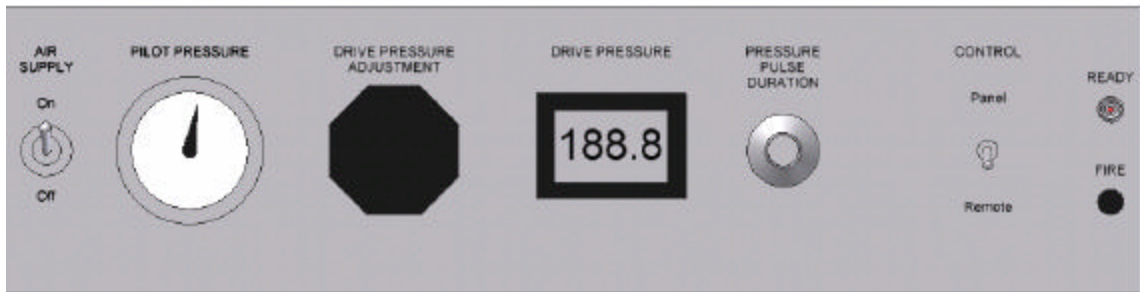 AIR
SUPPLY
On
Off
PILOT PRESSURE
DRIVE PRESSURE
ADJUSTMENT
DRIVE PRESSURE
188.8
PRESSURE
PULSE
DURATION
CONTROL
Panel
Remote
READY
FIRE